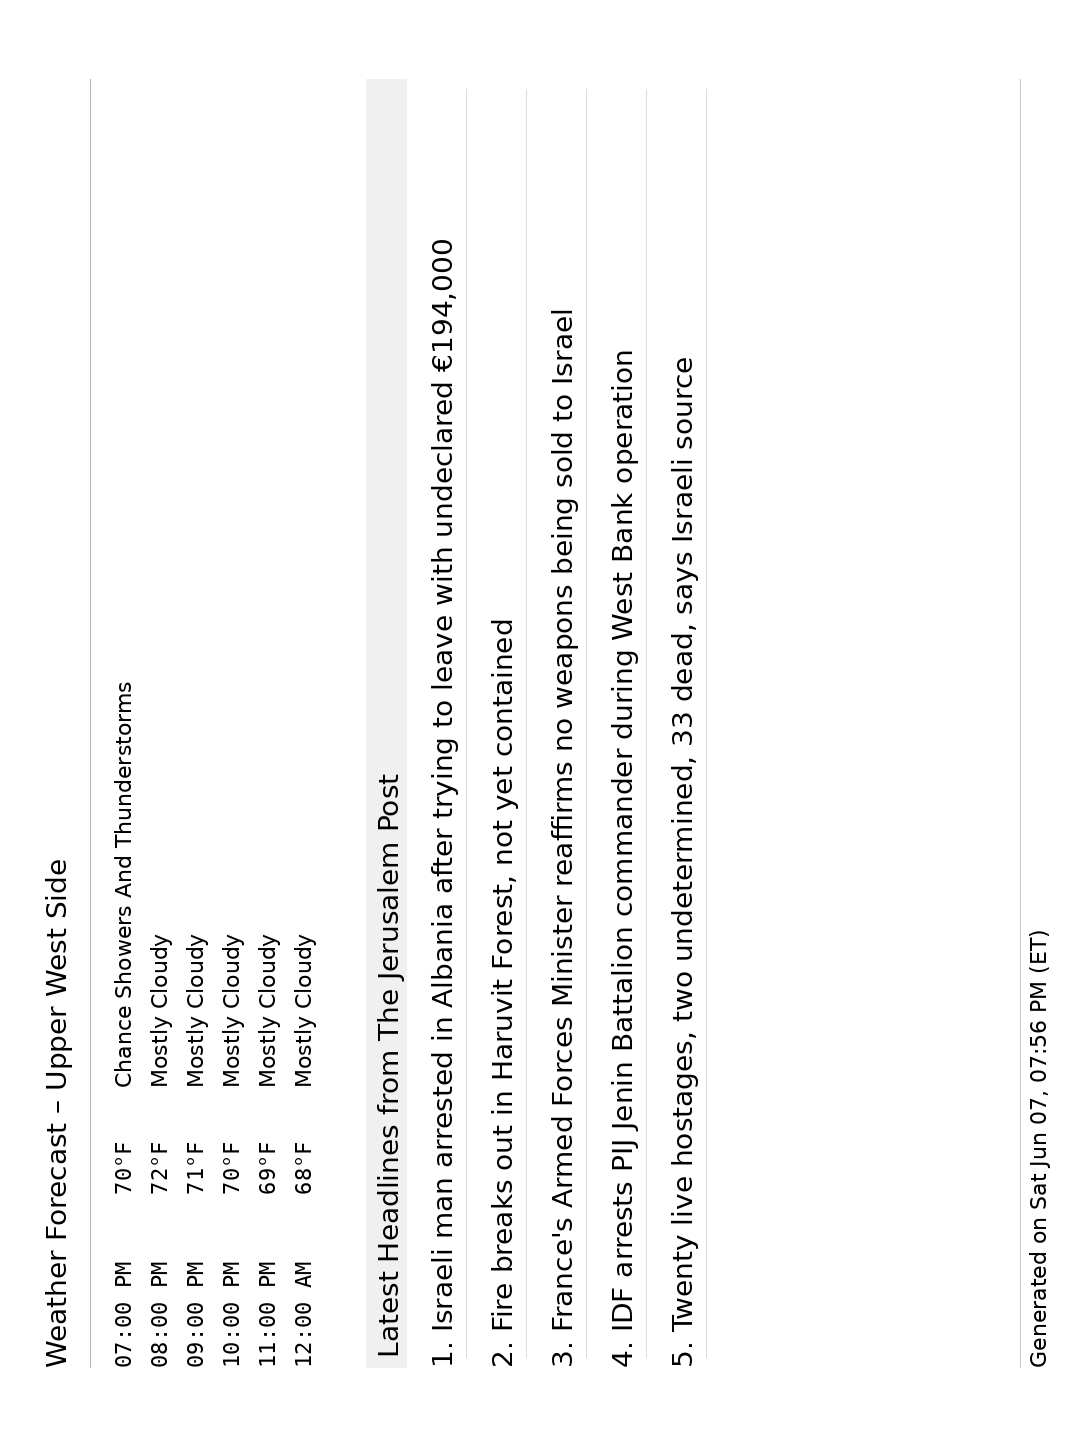 Weather Forecast – Upper West Side
07:00 PM 70°F Chance Showers And Thunderstorms
08:00 PM 72°F Mostly Cloudy
09:00 PM 71°F Mostly Cloudy
10:00 PM 70°F Mostly Cloudy
11:00 PM 69°F Mostly Cloudy
12:00 AM 68°F Mostly Cloudy
Latest Headlines from The Jerusalem Post
1. Israeli man arrested in Albania after trying to leave with undeclared €194,000
2. Fire breaks out in Haruvit Forest, not yet contained
3. France's Armed Forces Minister reaffirms no weapons being sold to Israel
4. IDF arrests PIJ Jenin Battalion commander during West Bank operation
5. Twenty live hostages, two undetermined, 33 dead, says Israeli source
Generated on Sat Jun 07, 07:56 PM (ET)